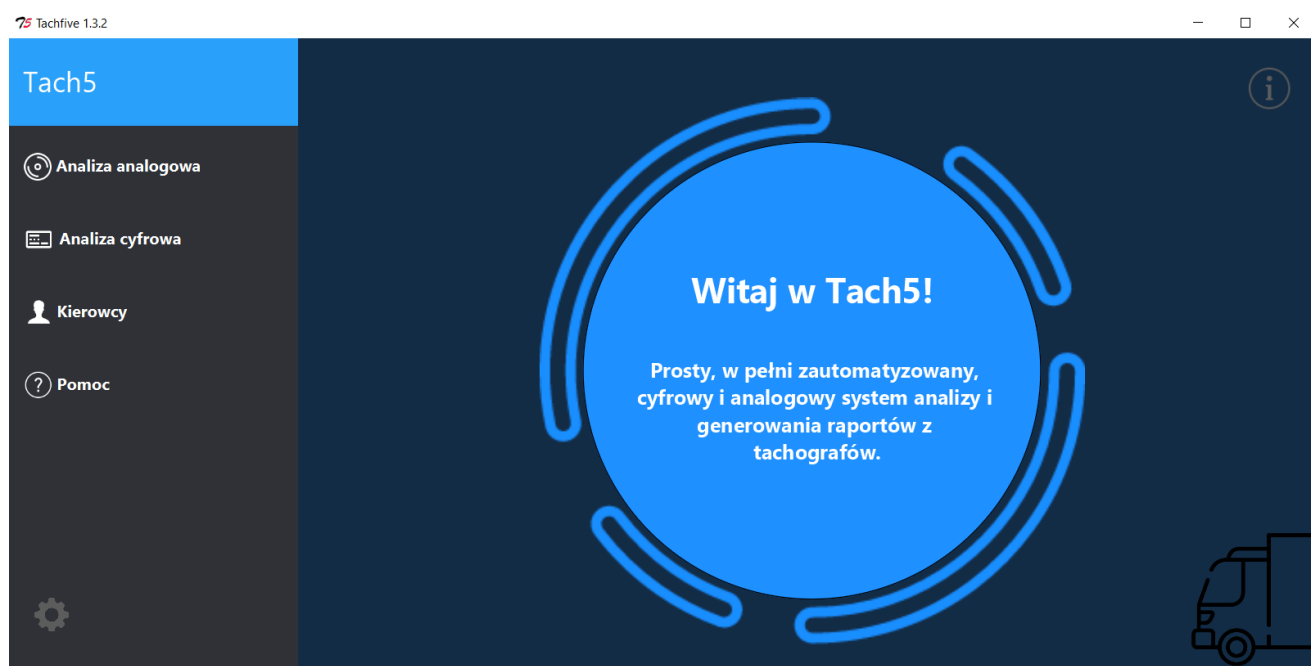 75 Tachfive 1.3.2
Tach5
Analiza analogowa
Analiza cyfrowa
Kierowcy
? Pomoc
i
Witaj w Tach5!
Prosty, w pełni zautomatyzowany,
cyfrowy i analogowy system analizy i
generowania raportów z
tachografów.